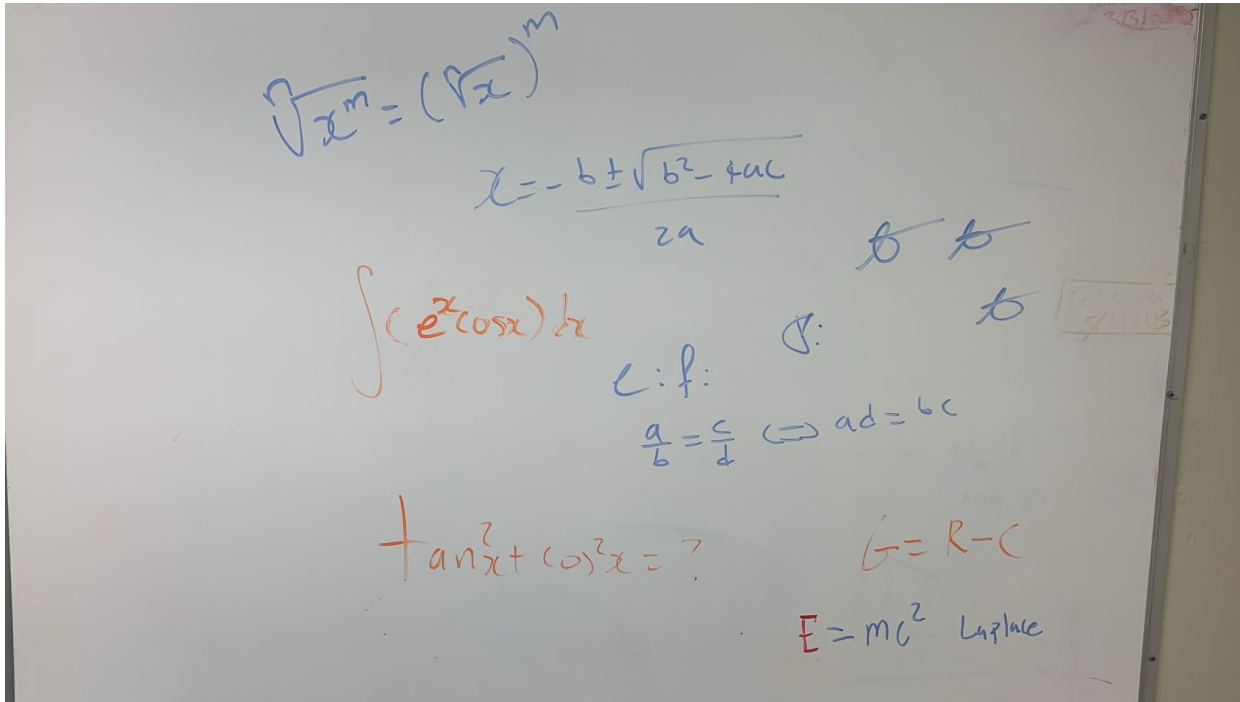 ⁿ√xᵐ = (ⁿ√x)ᵐ
x = -b ± √b² - 4ac
2a
∫(eˣcosx) dx
e: f:
a/b = c/d ⇔ ad = bc
tan²x + cos²x = ?
G = R - C
E = mc² Laplace